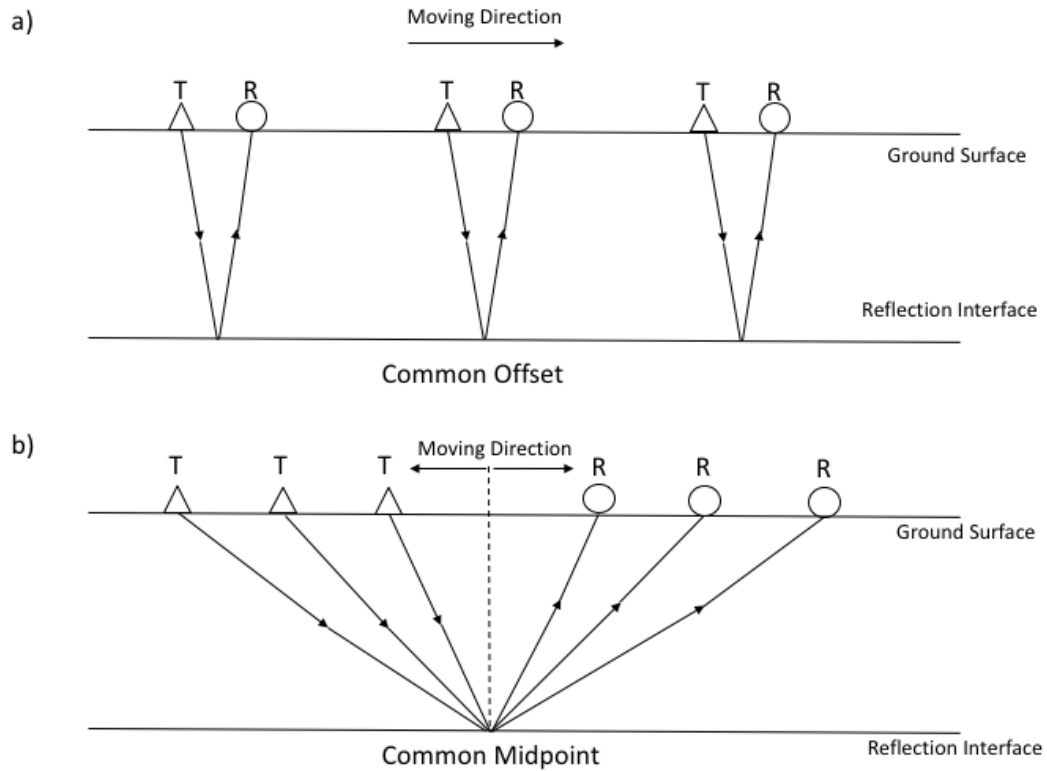 a)
Moving Direction
T R T R T R
Ground Surface
Reflection Interface
Common Offset
b)
Moving Direction
T T T R R R
Ground Surface
Common Midpoint
Reflection Interface